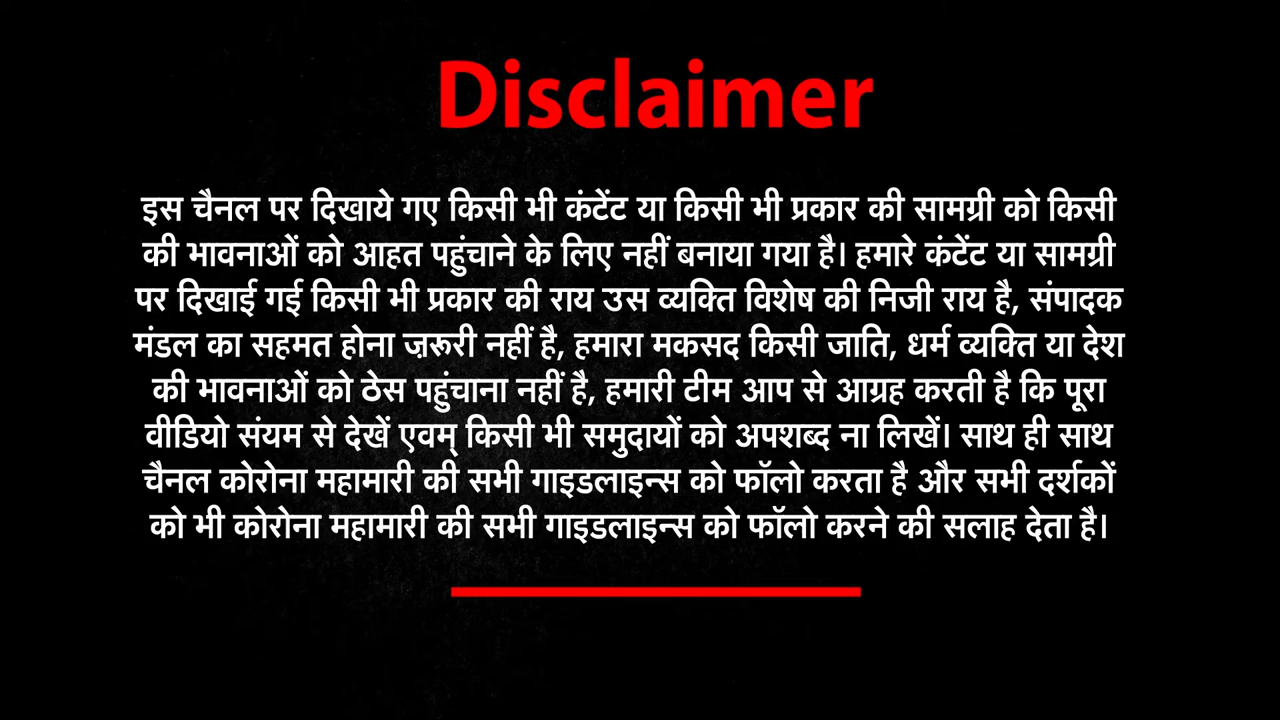 Disclaimer
इस चैनल पर दिखाये गए किसी भी कंटेंट या किसी भी प्रकार की सामग्री को किसी
की भावनाओं को आहत पहुंचाने के लिए नहीं बनाया गया है। हमारे कंटेंट या सामग्री
पर दिखाई गई किसी भी प्रकार की राय उस व्यक्ति विशेष की निजी राय है, संपादक
मंडल का सहमत होना ज़रूरी नहीं है, हमारा मकसद किसी जाति, धर्म व्यक्ति या देश
की भावनाओं को ठेस पहुंचाना नहीं है, हमारी टीम आप से आग्रह करती है कि पूरा
वीडियो संयम से देखें एवम् किसी भी समुदायों को अपशब्द ना लिखें। साथ ही साथ
चैनल कोरोना महामारी की सभी गाइडलाइन्स को फॉलो करता है और सभी दर्शकों
को भी कोरोना महामारी की सभी गाइडलाइन्स को फॉलो करने की सलाह देता है।